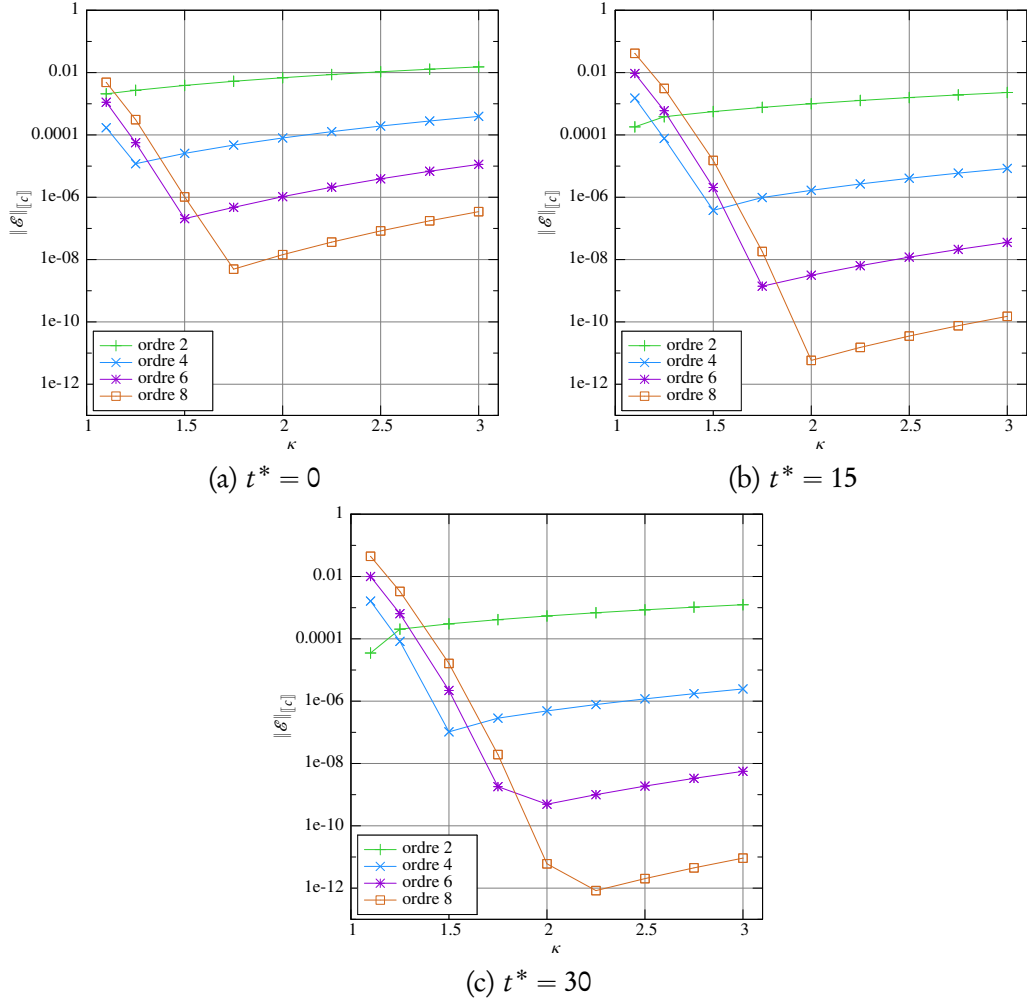 1
0.01
0.0001
1e-06
1e-08
1e-10
1e-12
‖ℰ‖⟦c⟧
ordre 2
ordre 4
ordre 6
ordre 8
1 1.5 2 2.5 3
κ
(a) t* = 0
1
0.01
0.0001
1e-06
1e-08
1e-10
1e-12
‖ℰ‖⟦c⟧
ordre 2
ordre 4
ordre 6
ordre 8
1 1.5 2 2.5 3
κ
(b) t* = 15
1
0.01
0.0001
1e-06
1e-08
1e-10
1e-12
‖ℰ‖⟦c⟧
ordre 2
ordre 4
ordre 6
ordre 8
1 1.5 2 2.5 3
κ
(c) t* = 30